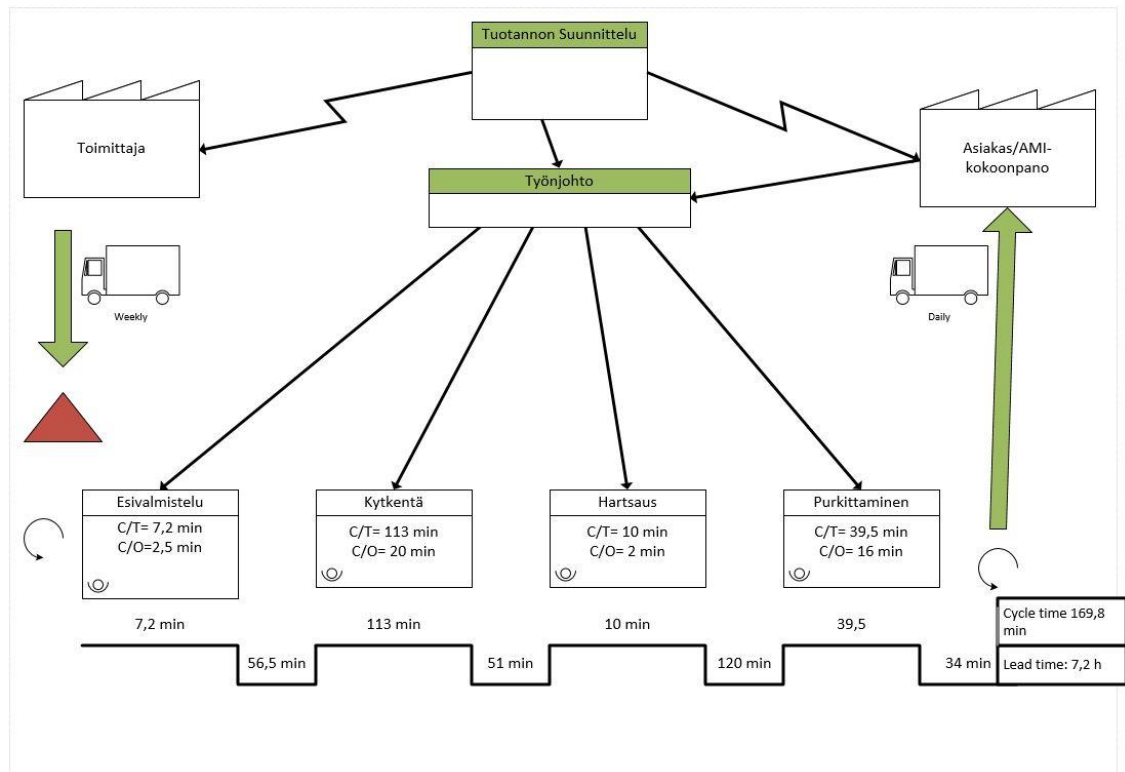 Tuotannon Suunnittelu
Toimittaja
Asiakas/AMI-
kokoonpano
Työnjohto
Weekly
Daily
Esivalmistelu
C/T= 7,2 min
C/O=2,5 min
Kytkentä
C/T= 113 min
C/O= 20 min
Hartsaus
C/T= 10 min
C/O= 2 min
Purkittaminen
C/T= 39,5 min
C/O= 16 min
7,2 min
113 min
10 min
39,5
Cycle time 169,8
min
56,5 min
51 min
120 min
34 min
Lead time: 7,2 h